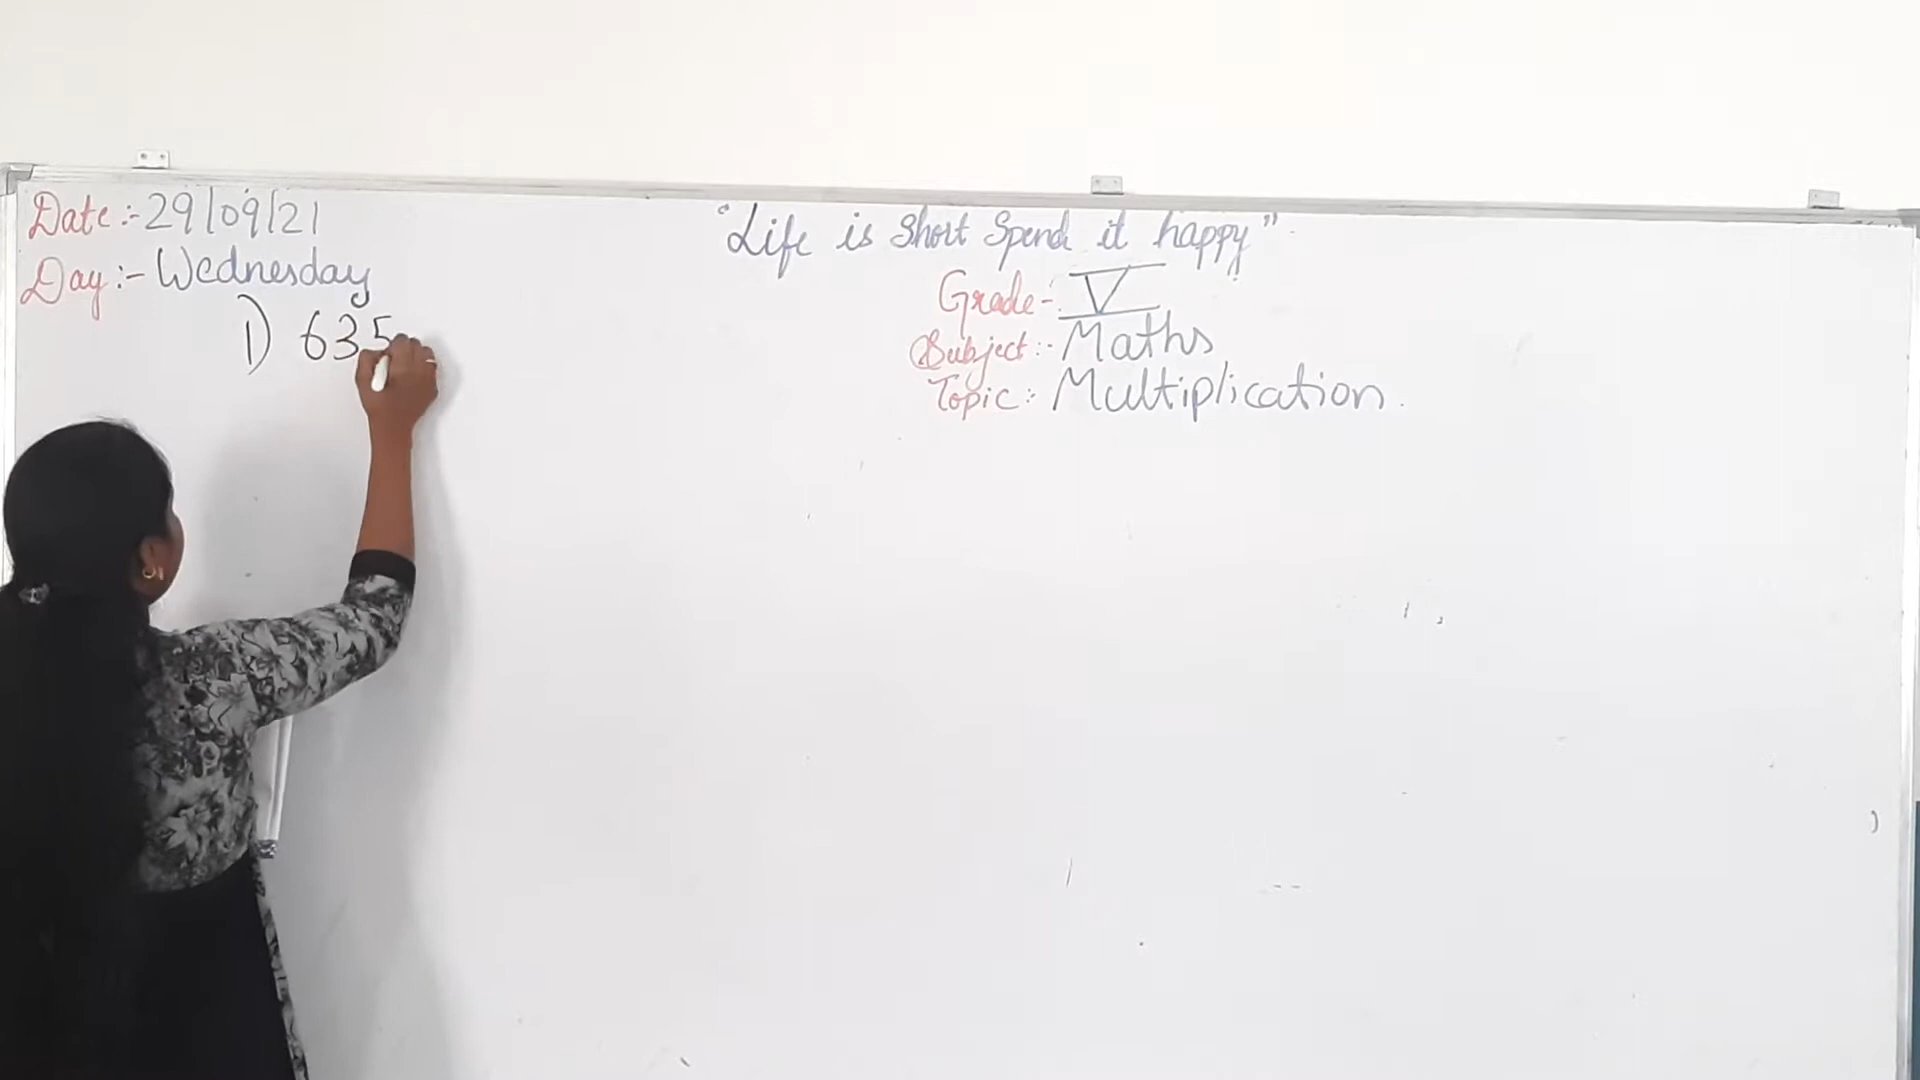 Date :- 29/09/21
Day :- Wednesday
1) 635
"Life is Short Spend it happy"
Grade - V
Subject :- Maths
Topic : Multiplication.